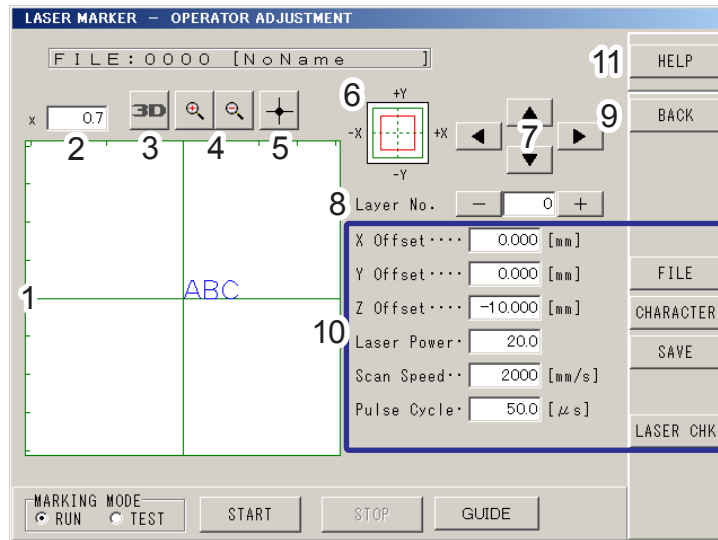 LASER MARKER － OPERATOR ADJUSTMENT
FILE:0000 [NoName ]
11
HELP
x 0.7
3D
2
3
4
5
6
+Y
-X
+X
-Y
7
9
BACK
8
Layer No. － 0 +
1
ABC
10
X Offset···· 0.000 [mm]
Y Offset···· 0.000 [mm]
Z Offset···· -10.000 [mm]
Laser Power· 20.0
Scan Speed·· 2000 [mm/s]
Pulse Cycle· 50.0 [μs]
FILE
CHARACTER
SAVE
LASER CHK
MARKING MODE
RUN TEST
START
STOP
GUIDE